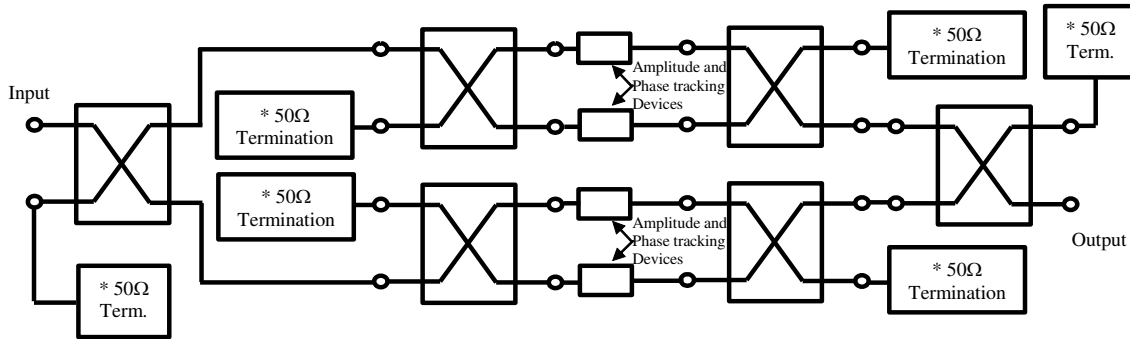 Input
* 50Ω
Term.
* 50Ω
Termination
* 50Ω
Termination
Amplitude and
Phase tracking
Devices
Amplitude and
Phase tracking
Devices
* 50Ω
Termination
* 50Ω
Term.
Output
* 50Ω
Termination